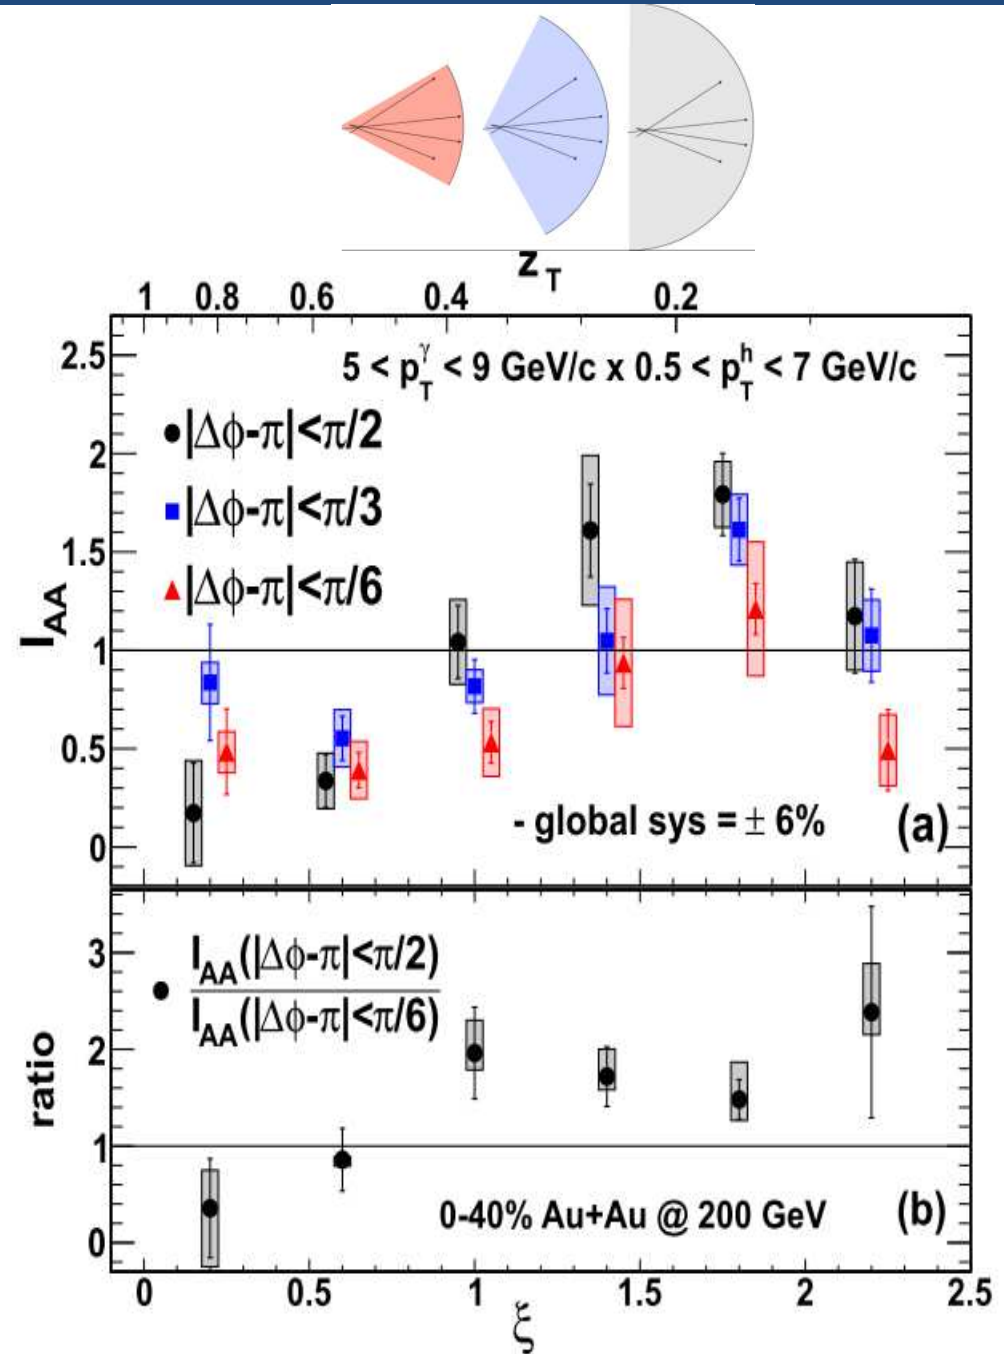 z T
1 0.8 0.6 0.4 0.2
5 < p_T^γ < 9 GeV/c x 0.5 < p_T^h < 7 GeV/c
|Δϕ-π|<π/2
|Δϕ-π|<π/3
|Δϕ-π|<π/6
I_AA
2.5
2
1.5
1
0.5
0
- global sys = ± 6%
(a)
I_AA(|Δϕ-π|<π/2)
I_AA(|Δϕ-π|<π/6)
ratio
3
2
1
0
0-40% Au+Au @ 200 GeV
(b)
0 0.5 1 1.5 2 2.5
ξ